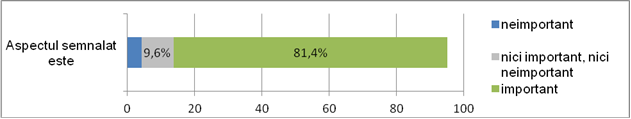 neimportant
Aspectul semnalat
este
9,6%
81,4%
nici important, nici
neimportant
important
0
20
40
60
80
100